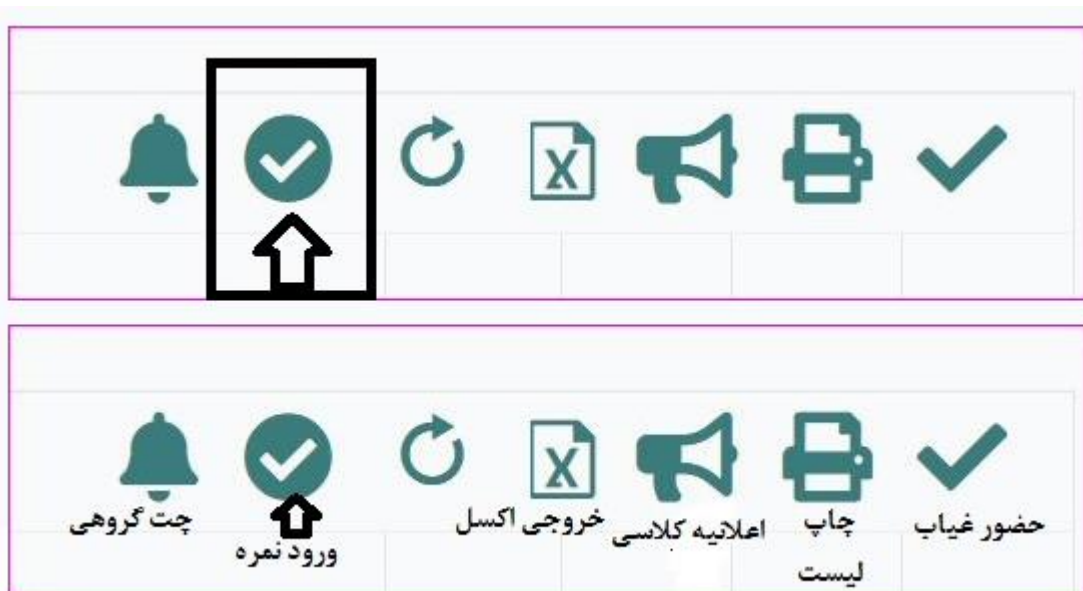 حضور غیاب
چاپ
لیست
اعلانیه کلاسی
خروجی اکسل
ورود نمره
چت گروهی